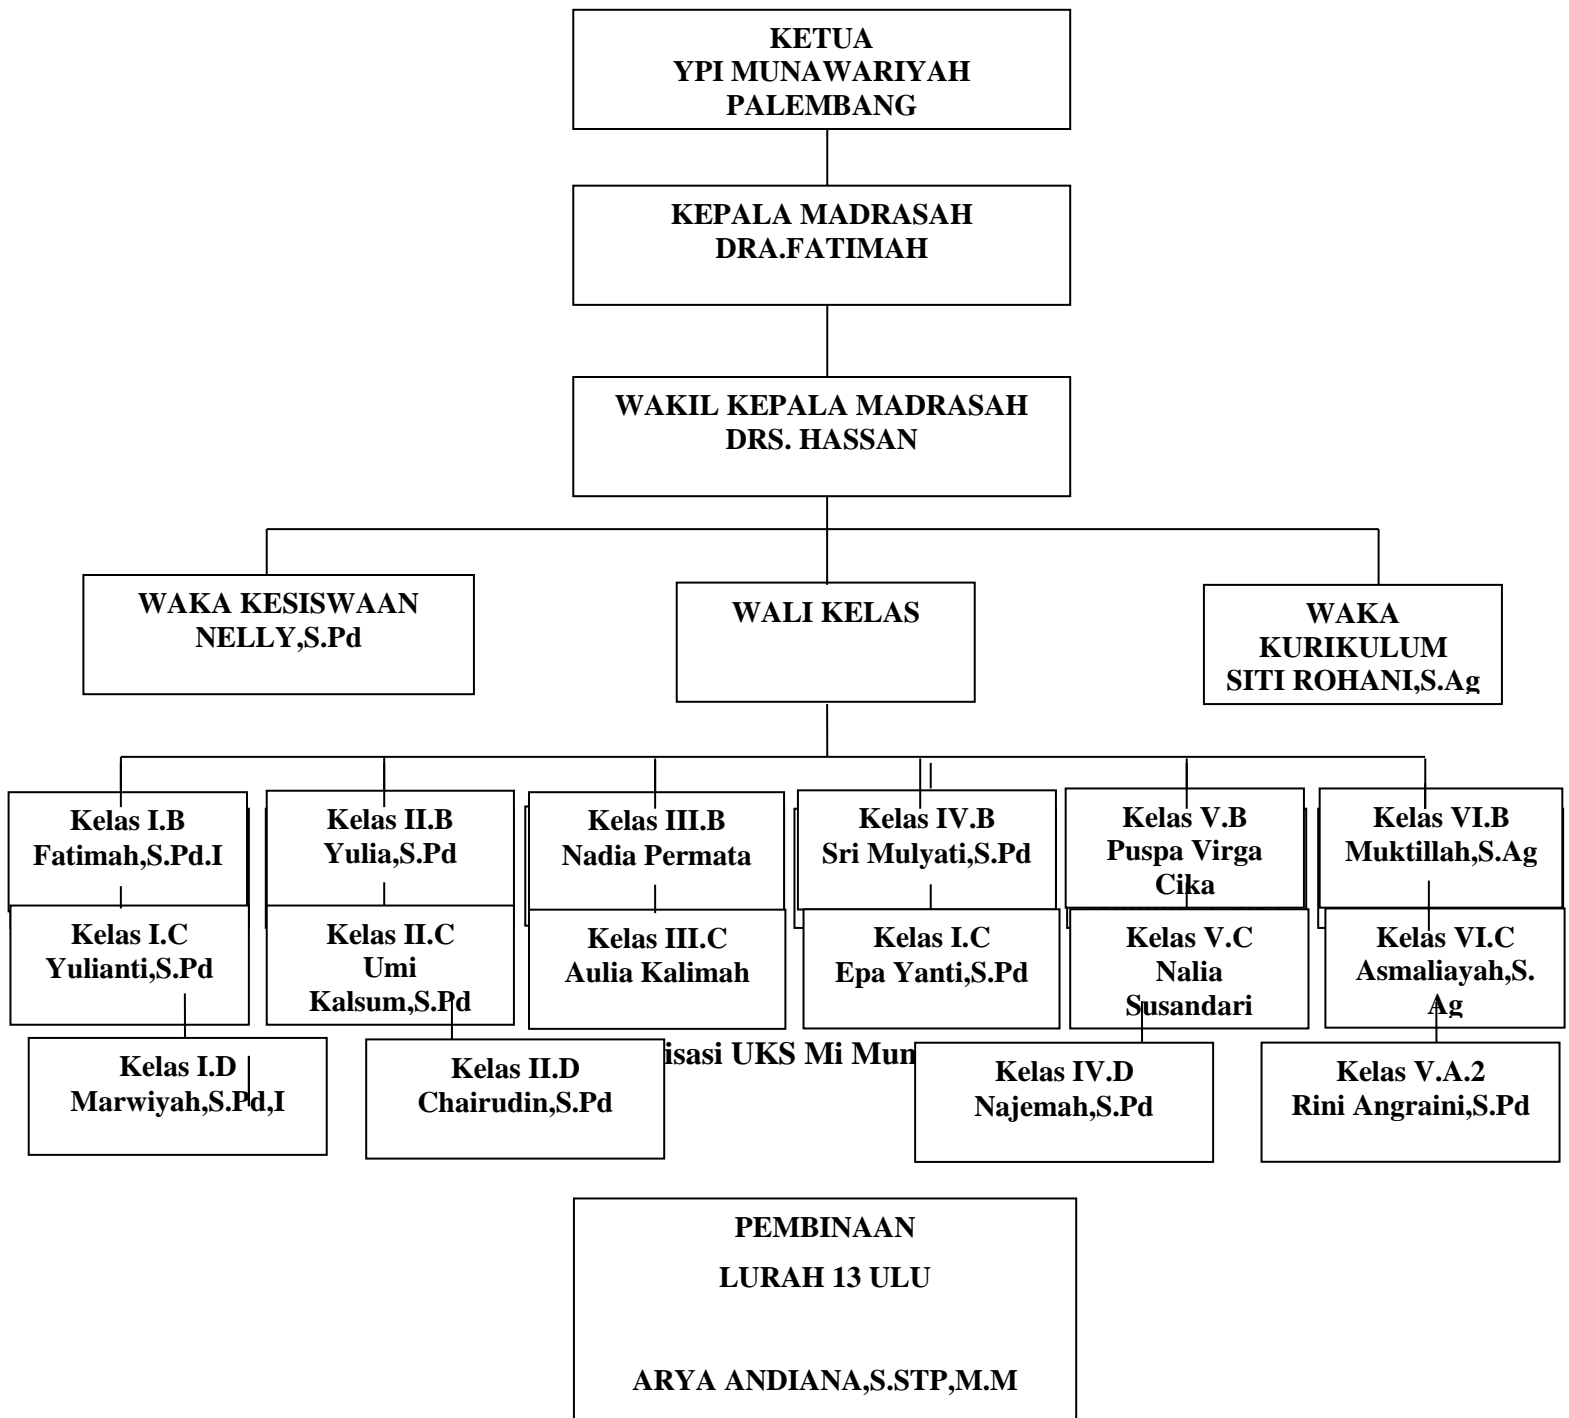 KETUA
YPI MUNAWARIYAH
PALEMBANG
KEPALA MADRASAH
DRA.FATIMAH
WAKIL KEPALA MADRASAH
DRS. HASSAN
WAKA KESISWAAN
NELLY,S.Pd
WALI KELAS
WAKA
KURIKULUM
SITI ROHANI,S.Ag
Kelas I.B
Fatimah,S.Pd.I
Kelas II.B
Yulia,S.Pd
Kelas III.B
Nadia Permata
Kelas IV.B
Sri Mulyati,S.Pd
Kelas V.B
Puspa Virga
Cika
Kelas VI.B
Muktillah,S.Ag
Kelas I.C
Yulianti,S.Pd
Kelas II.C
Umi
Kalsum,S.Pd
Kelas III.C
Aulia Kalimah
Kelas I.C
Epa Yanti,S.Pd
Kelas V.C
Nalia
Susandari
Kelas VI.C
Asmaliayah,S.
Ag
Kelas I.D
Marwiyah,S.Pd,I
Kelas II.D
Chairudin,S.Pd
isasi UKS Mi Mun
Kelas IV.D
Najemah,S.Pd
Kelas V.A.2
Rini Angraini,S.Pd
PEMBINAAN
LURAH 13 ULU
ARYA ANDIANA,S.STP,M.M